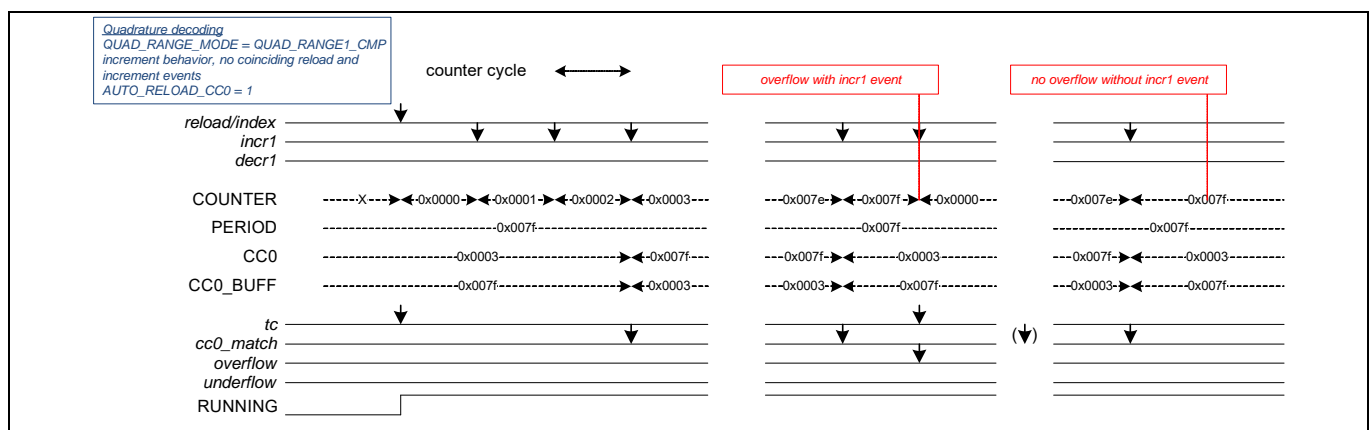 Quadrature decoding
QUAD_RANGE_MODE = QUAD_RANGE1_CMP
increment behavior, no coinciding reload and
increment events
AUTO_RELOAD_CC0 = 1
counter cycle
overflow with incr1 event
no overflow without incr1 event
reload/index
incr1
decr1
COUNTER X 0x0000 0x0001 0x0002 0x0003 0x007e 0x007f 0x0000 0x007e 0x007f
PERIOD 0x007f 0x007f 0x007f
CC0 0x0003 0x007f 0x007f 0x0003 0x007f 0x0003
CC0_BUFF 0x007f 0x0003 0x0003 0x007f 0x0003 0x007f
tc
cc0_match ( )
overflow
underflow
RUNNING